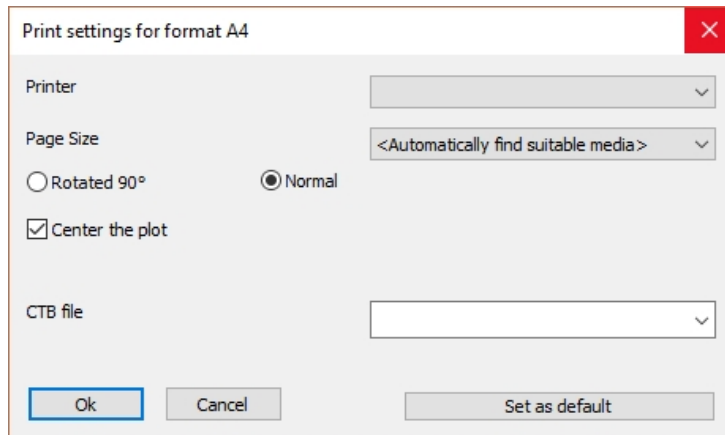 Print settings for format A4
Printer
Page Size
<Automatically find suitable media>
Rotated 90°
Normal
Center the plot
CTB file
Ok
Cancel
Set as default